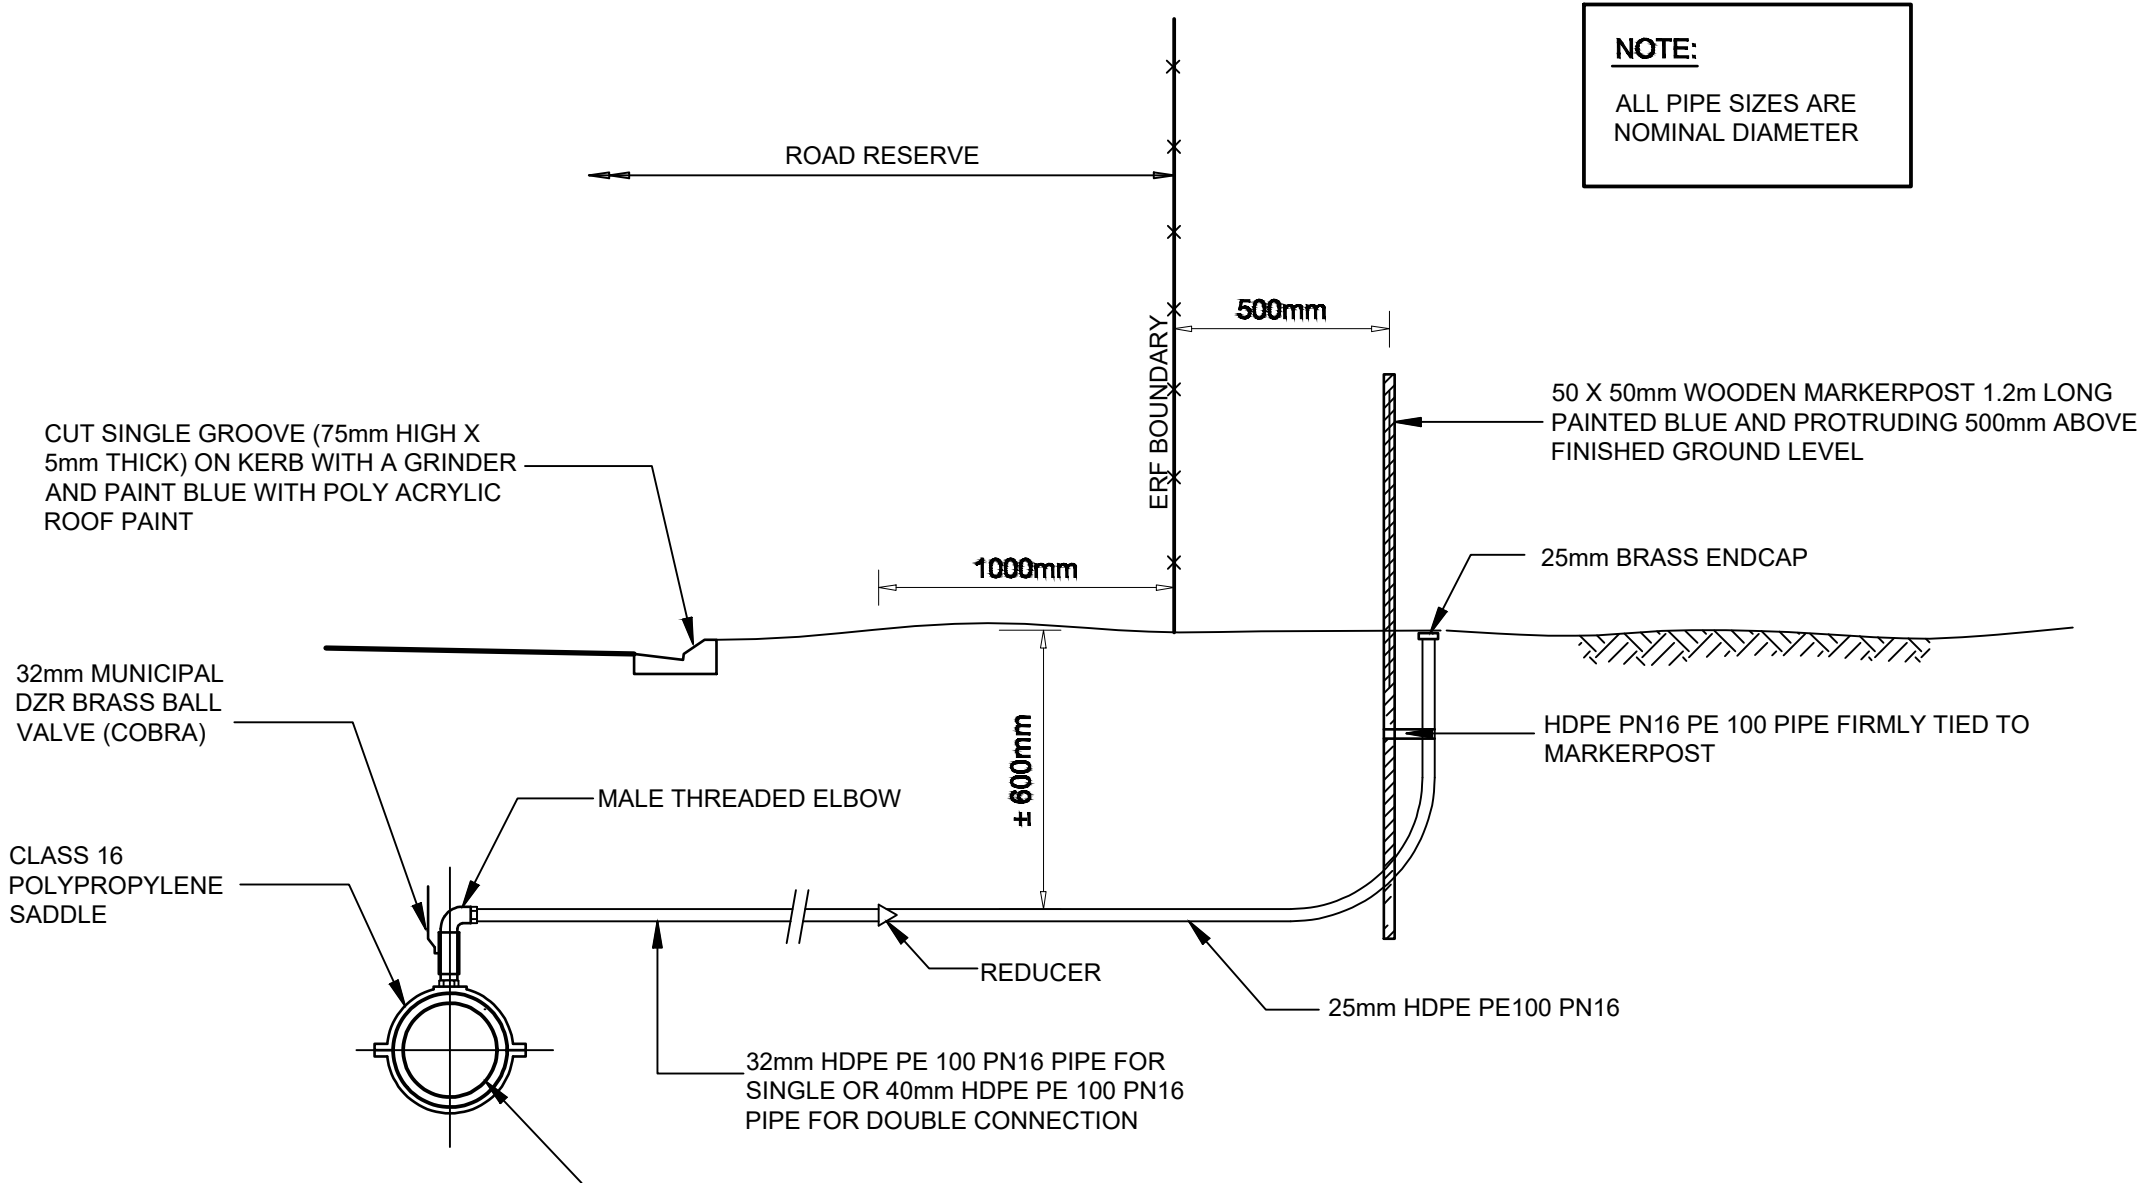 NOTE:
ALL PIPE SIZES ARE
NOMINAL DIAMETER
ROAD RESERVE
500mm
ERF BOUNDARY
50 X 50mm WOODEN MARKERPOST 1.2m LONG
PAINTED BLUE AND PROTRUDING 500mm ABOVE
FINISHED GROUND LEVEL
CUT SINGLE GROOVE (75mm HIGH X
5mm THICK) ON KERB WITH A GRINDER
AND PAINT BLUE WITH POLY ACRYLIC
ROOF PAINT
1000mm
25mm BRASS ENDCAP
32mm MUNICIPAL
DZR BRASS BALL
VALVE (COBRA)
± 600mm
HDPE PN16 PE 100 PIPE FIRMLY TIED TO
MARKERPOST
MALE THREADED ELBOW
CLASS 16
POLYPROPYLENE
SADDLE
REDUCER
25mm HDPE PE100 PN16
32mm HDPE PE 100 PN16 PIPE FOR
SINGLE OR 40mm HDPE PE 100 PN16
PIPE FOR DOUBLE CONNECTION